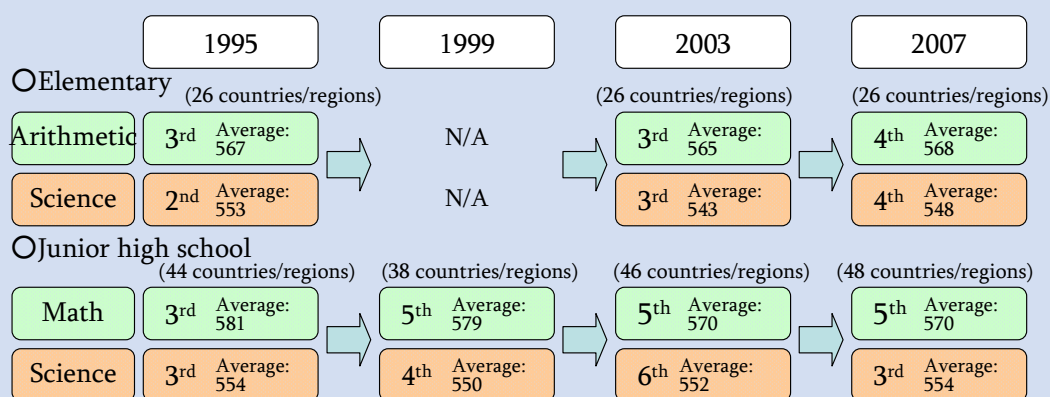 1995 1999 2003 2007
○Elementary
(26 countries/regions) (26 countries/regions) (26 countries/regions)
Arithmetic 3rd Average: 567 N/A 3rd Average: 565 4th Average: 568
Science 2nd Average: 553 N/A 3rd Average: 543 4th Average: 548
○Junior high school
(44 countries/regions) (38 countries/regions) (46 countries/regions) (48 countries/regions)
Math 3rd Average: 581 5th Average: 579 5th Average: 570 5th Average: 570
Science 3rd Average: 554 4th Average: 550 6th Average: 552 3rd Average: 554